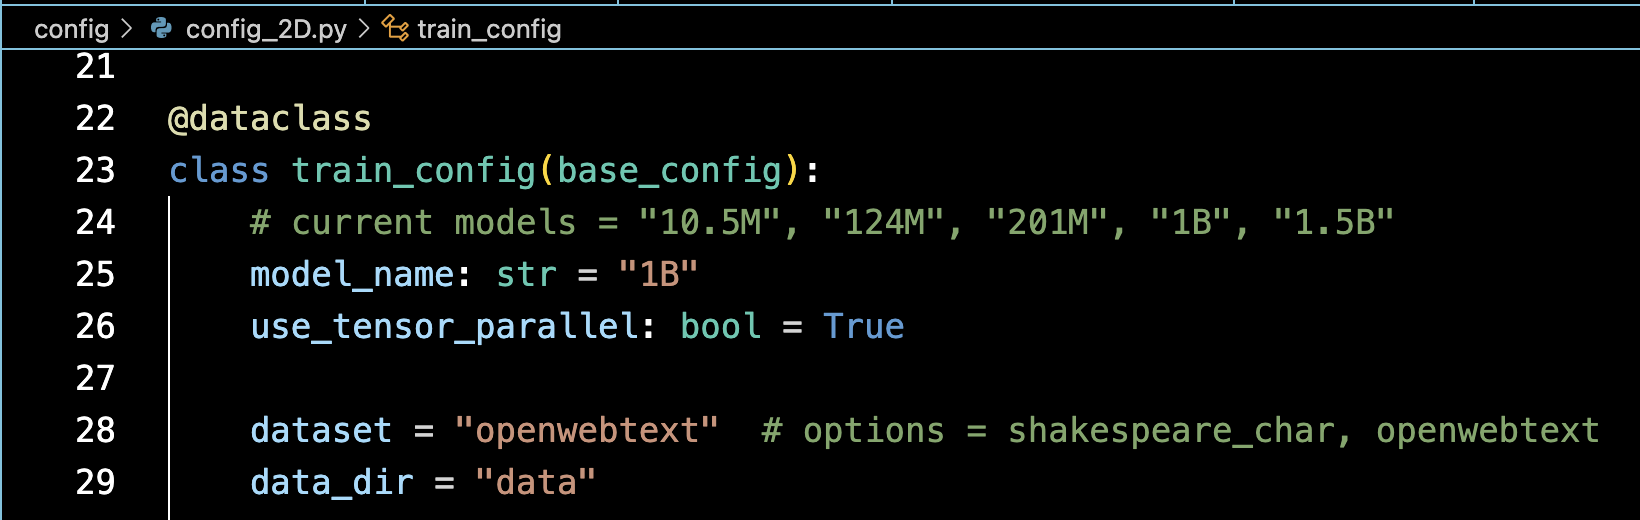 config > config_2D.py > train_config
21
22 @dataclass
23 class train_config(base_config):
24     # current models = "10.5M", "124M", "201M", "1B", "1.5B"
25     model_name: str = "1B"
26     use_tensor_parallel: bool = True
27
28     dataset = "openwebtext"  # options = shakespeare_char, openwebtext
29     data_dir = "data"